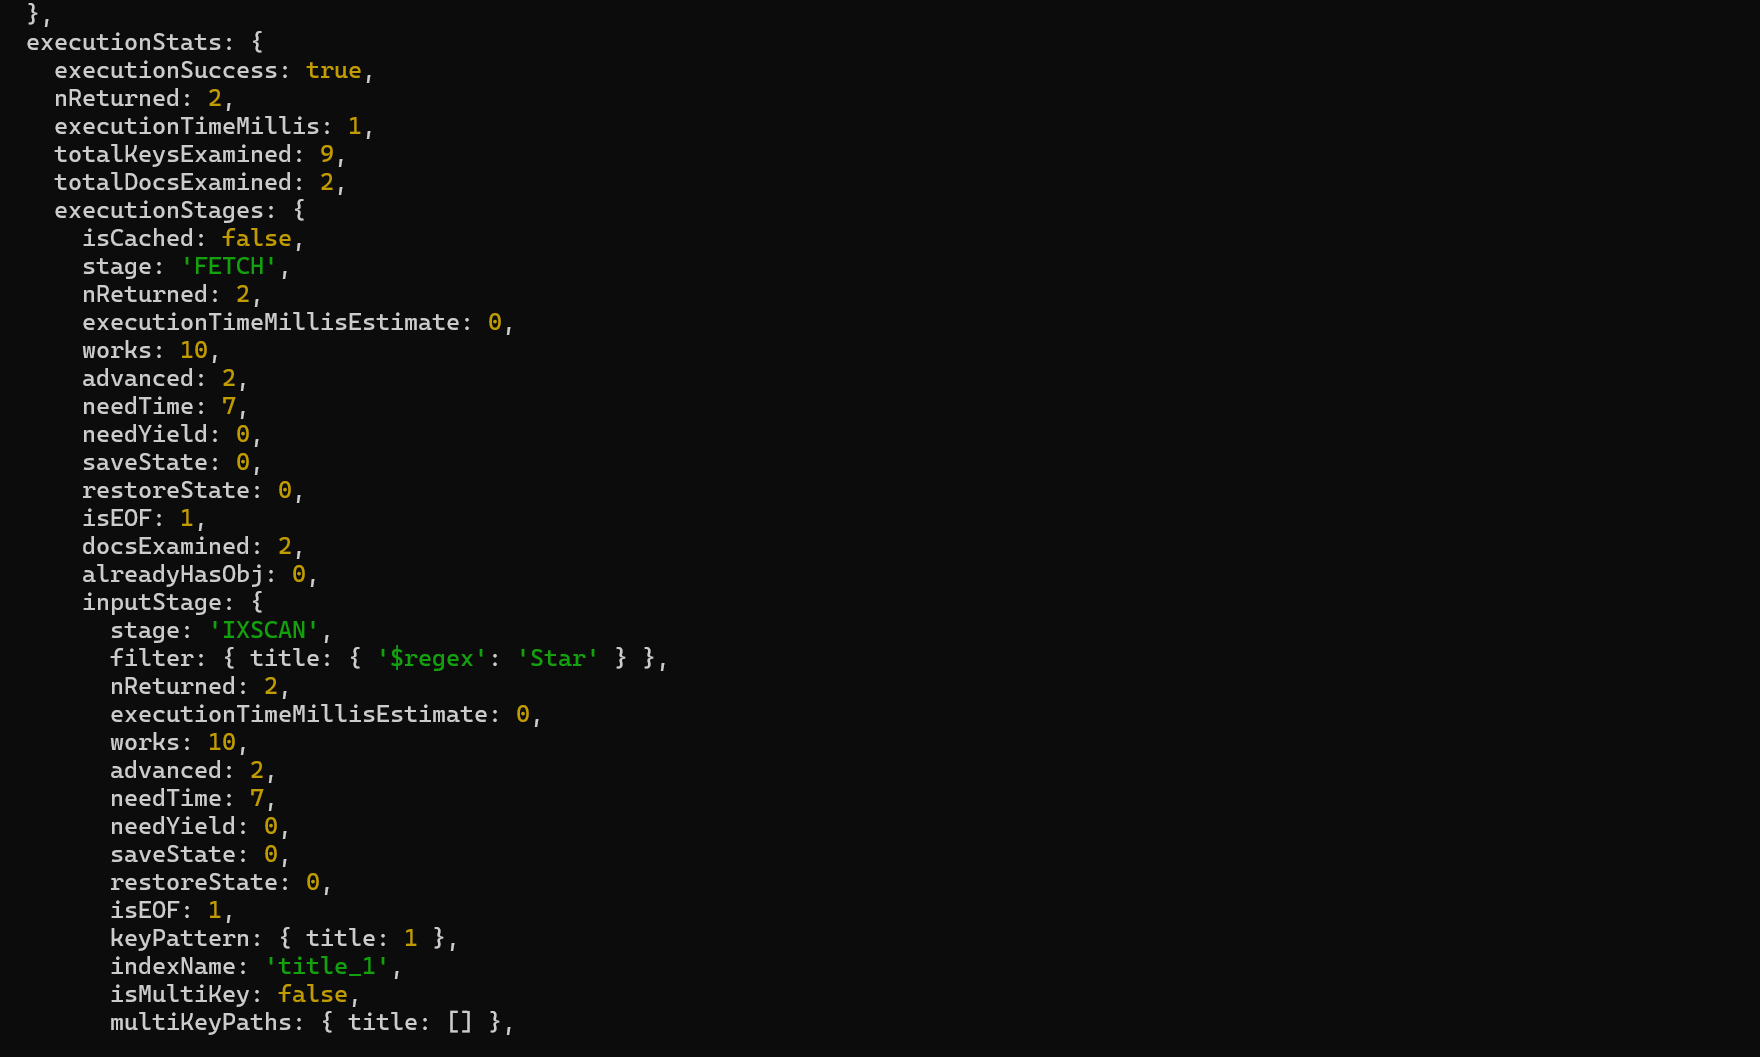 },
executionStats: {
executionSuccess: true,
nReturned: 2,
executionTimeMillis: 1,
totalKeysExamined: 9,
totalDocsExamined: 2,
executionStages: {
isCached: false,
stage: 'FETCH',
nReturned: 2,
executionTimeMillisEstimate: 0,
works: 10,
advanced: 2,
needTime: 7,
needYield: 0,
saveState: 0,
restoreState: 0,
isEOF: 1,
docsExamined: 2,
alreadyHasObj: 0,
inputStage: {
stage: 'IXSCAN',
filter: { title: { '$regex': 'Star' } },
nReturned: 2,
executionTimeMillisEstimate: 0,
works: 10,
advanced: 2,
needTime: 7,
needYield: 0,
saveState: 0,
restoreState: 0,
isEOF: 1,
keyPattern: { title: 1 },
indexName: 'title_1',
isMultiKey: false,
multiKeyPaths: { title: [] },